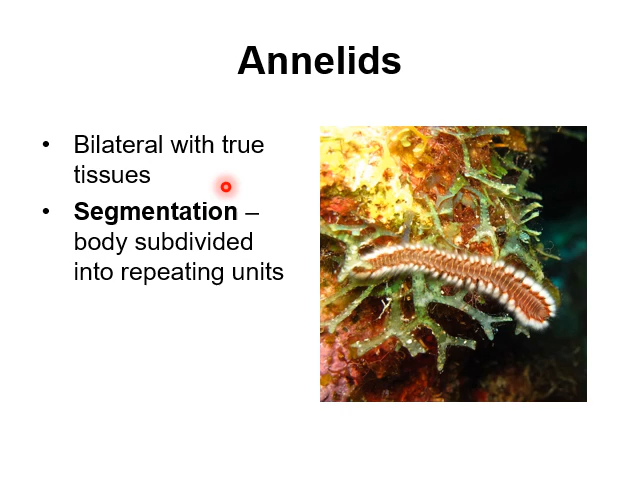 Annelids
• Bilateral with true
tissues
• Segmentation –
body subdivided
into repeating units